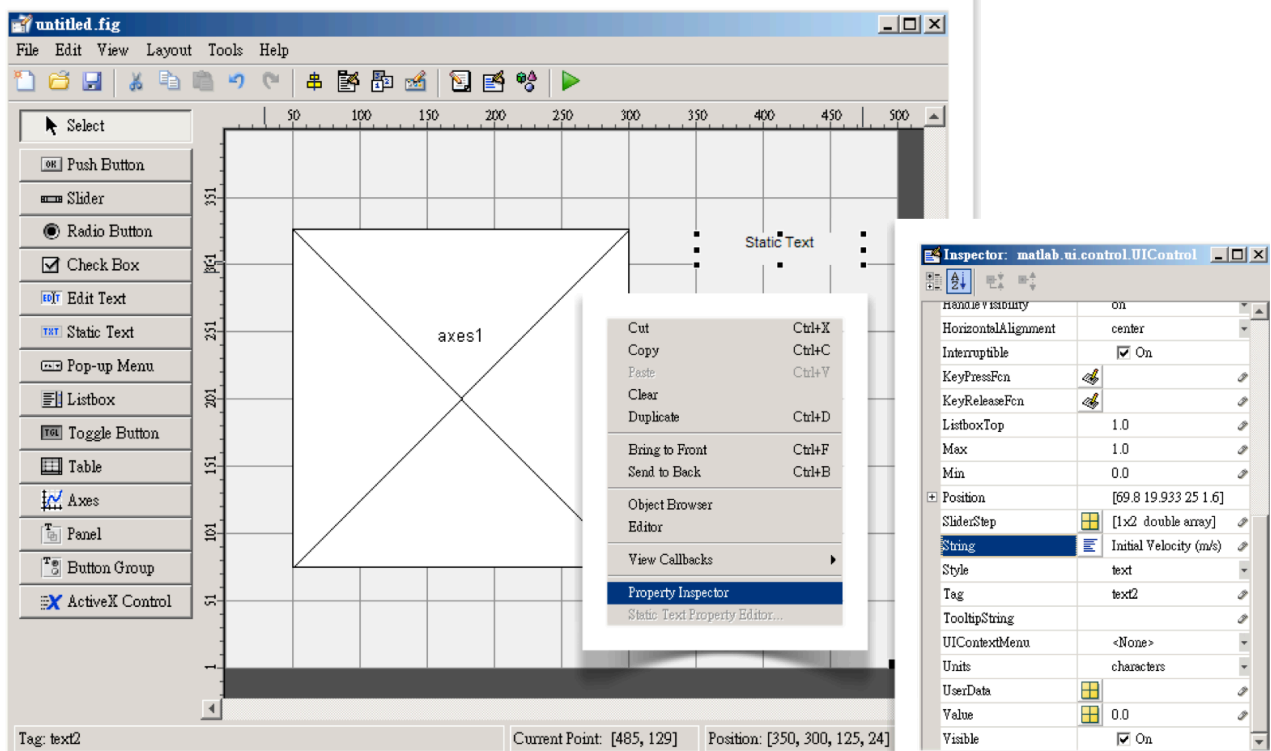 untitled.fig
File Edit View Layout Tools Help
Select
OK Push Button
Slider
Radio Button
Check Box
EDIT Edit Text
TXT Static Text
Pop-up Menu
Listbox
TGL Toggle Button
Table
Axes
Panel
Button Group
ActiveX Control
50 100 150 200 250 300 350 400 450 500
351
301
251
201
151
101
51
1
axes1
Static Text
Cut Ctrl+X
Copy Ctrl+C
Paste Ctrl+V
Clear
Duplicate Ctrl+D
Bring to Front Ctrl+F
Send to Back Ctrl+B
Object Browser
Editor
View Callbacks
Property Inspector
Static Text Property Editor...
Tag: text2
Current Point: [485, 129]
Position: [350, 300, 125, 24]
Inspector: matlab.ui.control.UIControl
HandleVisibility on
HorizontalAlignment center
Interruptible On
KeyPressFcn
KeyReleaseFcn
ListboxTop 1.0
Max 1.0
Min 0.0
Position [69.8 19.933 25 1.6]
SliderStep [1x2 double array]
String Initial Velocity (m/s)
Style text
Tag text2
TooltipString
UIContextMenu <None>
Units characters
UserData
Value 0.0
Visible On